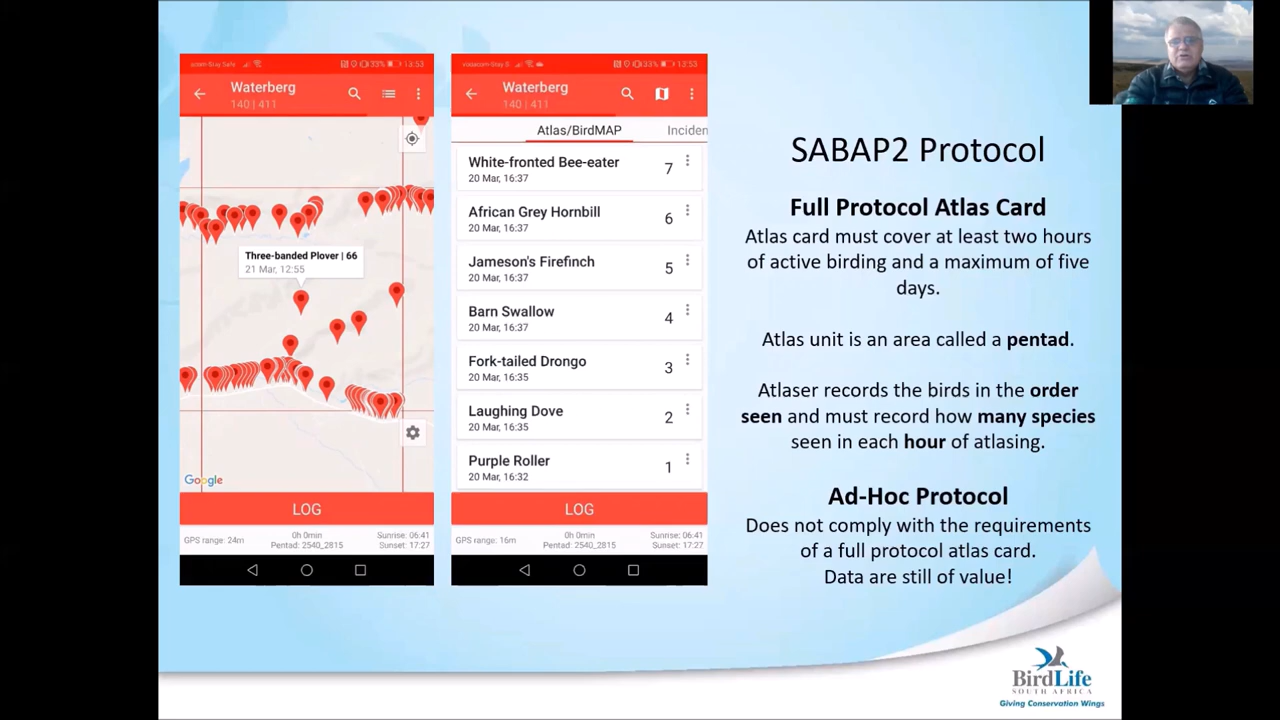 13:53
Waterberg
140 | 411
Three-banded Plover | 66
21 Mar, 12:55
Google
LOG
GPS range: 24m
0h 0min
Pentad: 2540_2815
Sunrise: 06:41
Sunset: 17:27
33% 13:53
Waterberg
140 | 411
Atlas/BirdMAP
Inciden
White-fronted Bee-eater
20 Mar, 16:37
7
African Grey Hornbill
20 Mar, 16:37
6
Jameson's Firefinch
20 Mar, 16:37
5
Barn Swallow
20 Mar, 16:37
4
Fork-tailed Drongo
20 Mar, 16:35
3
Laughing Dove
20 Mar, 16:35
2
Purple Roller
20 Mar, 16:32
1
LOG
GPS range: 16m
0h 0min
Pentad: 2540_2815
Sunrise: 06:41
Sunset: 17:27
SABAP2 Protocol
Full Protocol Atlas Card
Atlas card must cover at least two hours
of active birding and a maximum of five
days.
Atlas unit is an area called a pentad.
Atlaser records the birds in the order
seen and must record how many species
seen in each hour of atlasing.
Ad-Hoc Protocol
Does not comply with the requirements
of a full protocol atlas card.
Data are still of value!
BirdLife
SOUTH AFRICA
Giving Conservation Wings